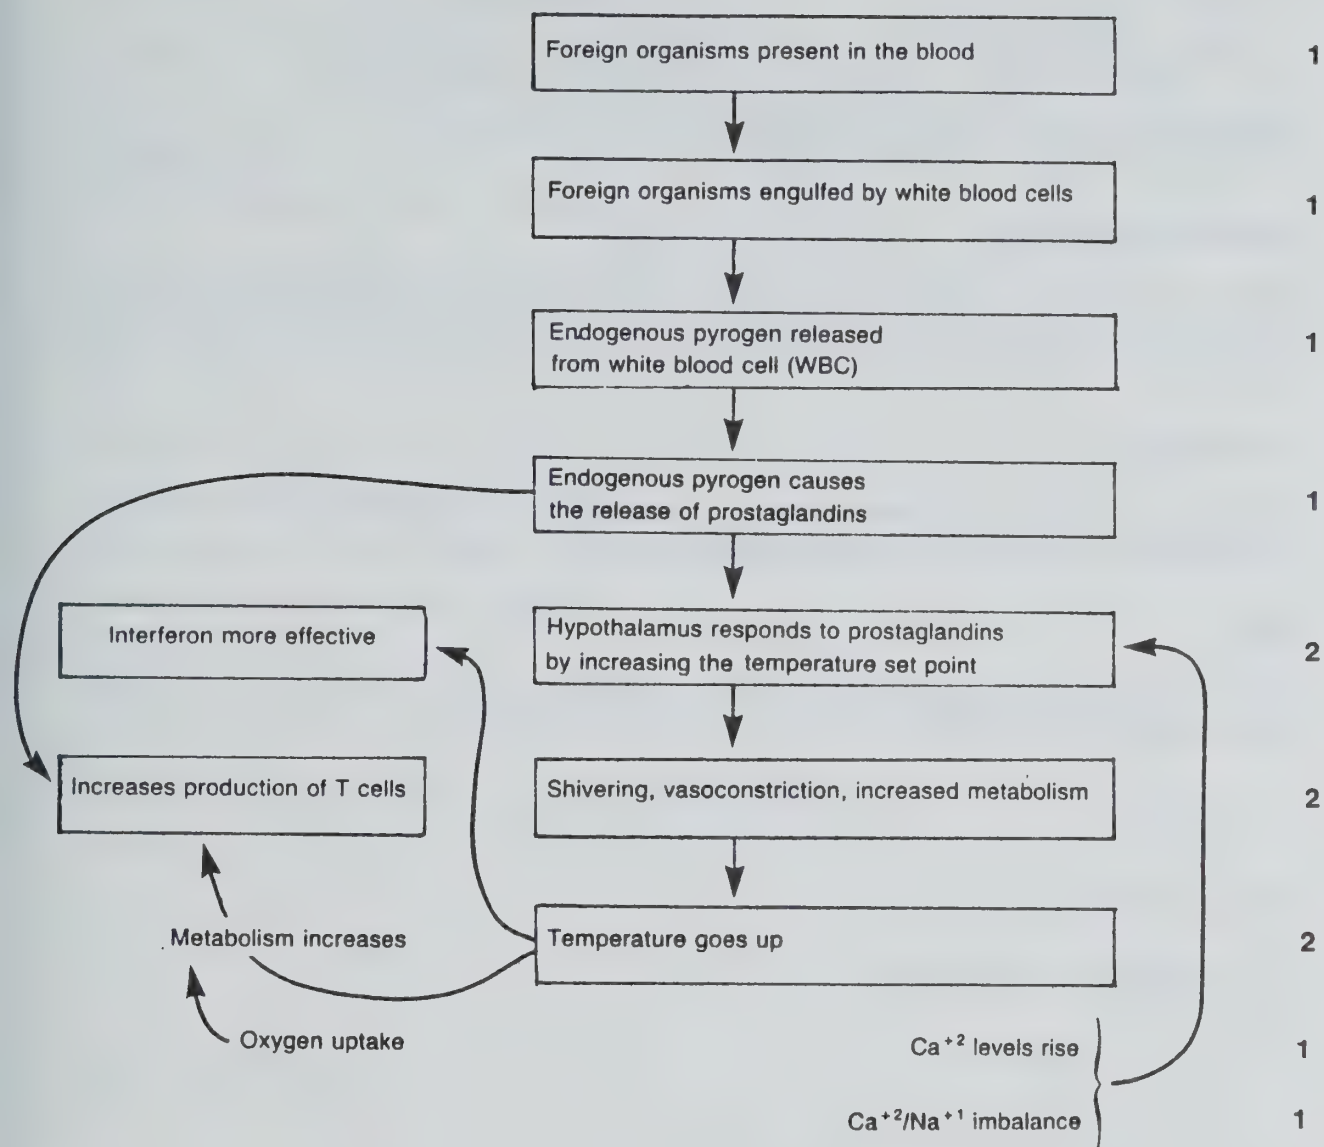 Foreign organisms present in the blood 1
Foreign organisms engulfed by white blood cells 1
Endogenous pyrogen released
from white blood cell (WBC) 1
Endogenous pyrogen causes
the release of prostaglandins 1
Interferon more effective
Hypothalamus responds to prostaglandins
by increasing the temperature set point 2
Increases production of T cells
Shivering, vasoconstriction, increased metabolism 2
Metabolism increases
Temperature goes up 2
Oxygen uptake
Ca⁺² levels rise 1
Ca⁺²/Na⁺¹ imbalance 1